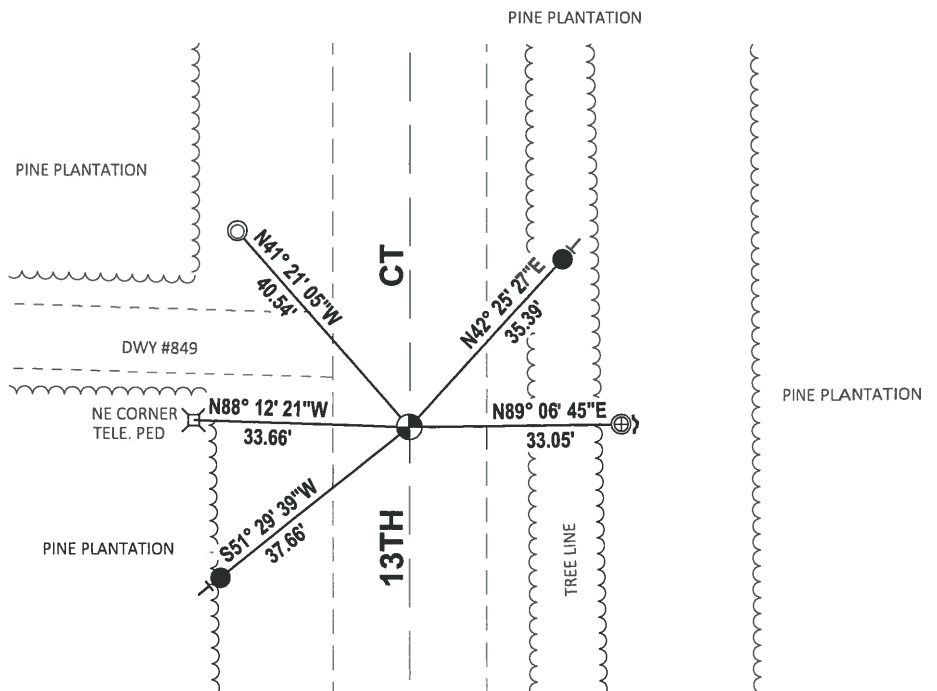 PINE PLANTATION
PINE PLANTATION
N41° 21' 05"W
40.54'
CT
N42° 25' 27"E
35.39'
DWY #849
PINE PLANTATION
NE CORNER
TELE. PED
N88° 12' 21"W
33.66'
N89° 06' 45"E
33.05'
S51° 29' 39"W
37.66'
13TH
PINE PLANTATION
TREE LINE